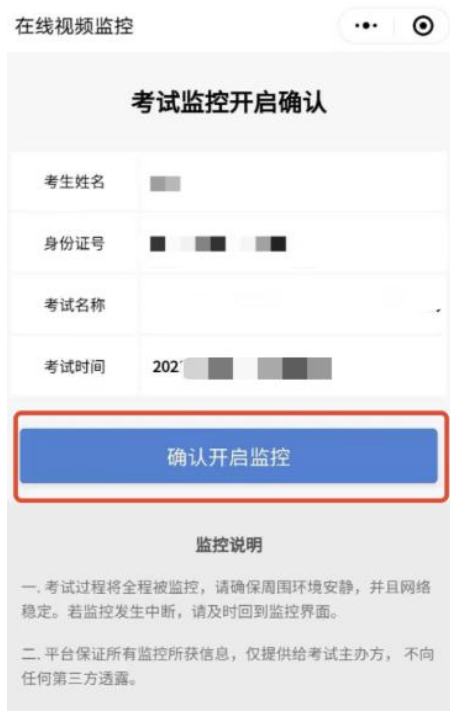 在线视频监控
考试监控开启确认
考生姓名
身份证号
考试名称
考试时间 202
确认开启监控
监控说明
一. 考试过程将全程被监控，请确保周围环境安静，并且网络
稳定。若监控发生中断，请及时回到监控界面。
二. 平台保证所有监控所获信息，仅提供给考试主办方， 不向
任何第三方透露。